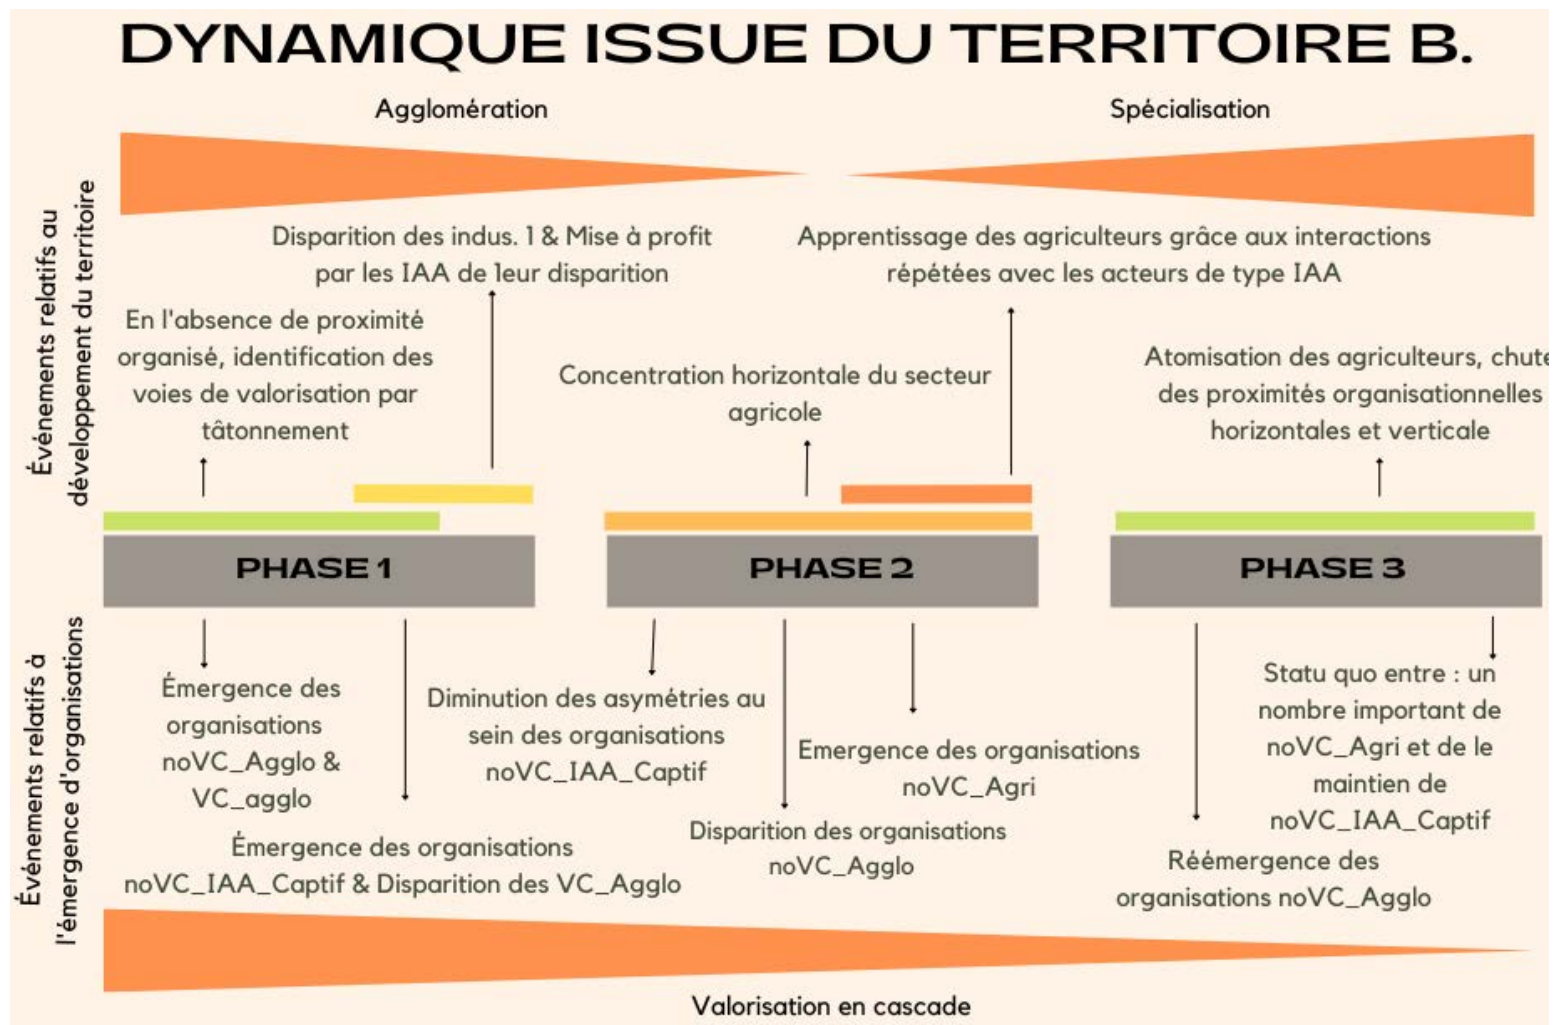 DYNAMIQUE ISSUE DU TERRITOIRE B.
Agglomération
Spécialisation
Événements relatifs au
développement du territoire
Disparition des indus. 1 & Mise à profit
par les IAA de leur disparition
Apprentissage des agriculteurs grâce aux interactions
répétées avec les acteurs de type IAA
En l'absence de proximité
organisé, identification des
voies de valorisation par
tâtonnement
Concentration horizontale du secteur
agricole
Atomisation des agriculteurs, chute
des proximités organisationnelles
horizontales et verticale
PHASE 1
PHASE 2
PHASE 3
Événements relatifs à
l'émergence d'organisations
Émergence des
organisations
noVC_Agglo &
VC_agglo
Émergence des organisations
noVC_IAA_Captif & Disparition des VC_Agglo
Diminution des asymétries au
sein des organisations
noVC_IAA_Captif
Disparition des organisations
noVC_Agglo
Emergence des organisations
noVC_Agri
Réémergence des
organisations noVC_Agglo
Statu quo entre : un
nombre important de
noVC_Agri et de le
maintien de
noVC_IAA_Captif
Valorisation en cascade